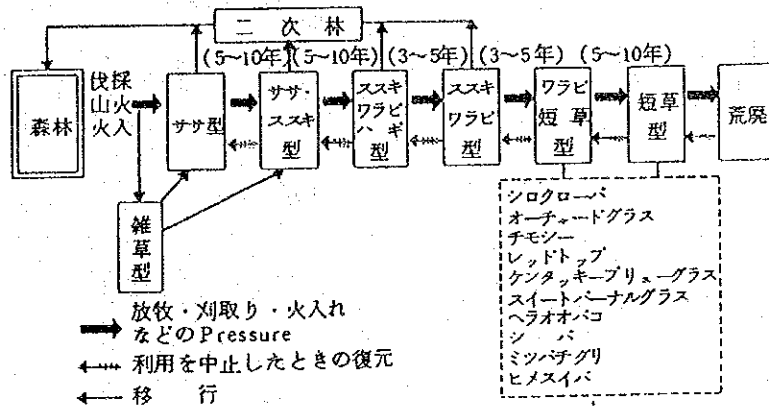 二次林
(5～10年)(5～10年)(3～5年)(3～5年)(5～10年)
森林
伐採
山火
火入
ササ型
ササ・
ススキ
型
ススキ
ワラビ
ハギ
型
ススキ
ワラビ
型
ワラビ
短草
型
短草
型
荒廃
雑草型
シロクローバ
オーチャードグラス
チモシー
レッドトップ
ケンタッキーブリューグラス
スイートバーナルグラス
ヘラオオバコ
シバ
ミツバチグリ
ヒメスイバ
放牧・刈取り・火入れ
などのPressure
利用を中止したときの復元
移行